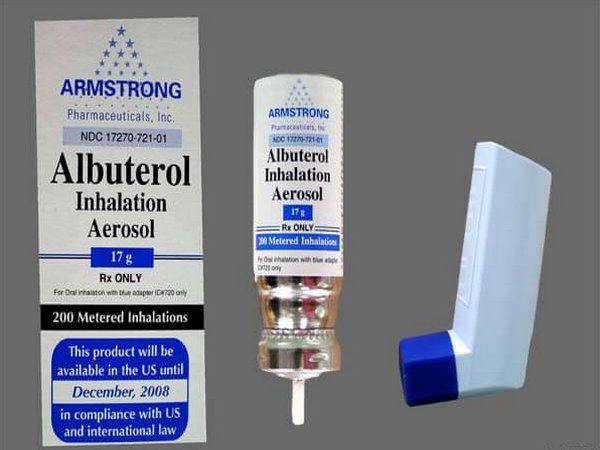 ARMSTRONG
Pharmaceuticals, Inc.
NDC 17270-721-01
Albuterol
Inhalation
Aerosol
17 g
Rx ONLY
For Oral inhalation with blue adapter ID#720 only
200 Metered Inhalations
This product will be
available in the US until
December, 2008
in compliance with US
and international law
ARMSTRONG
Pharmaceuticals, Inc.
NDC 17270-721-01
Albuterol
Inhalation
Aerosol
17 g
Rx ONLY
200 Metered Inhalations
For Oral inhalation with blue adapter
ID#720 only